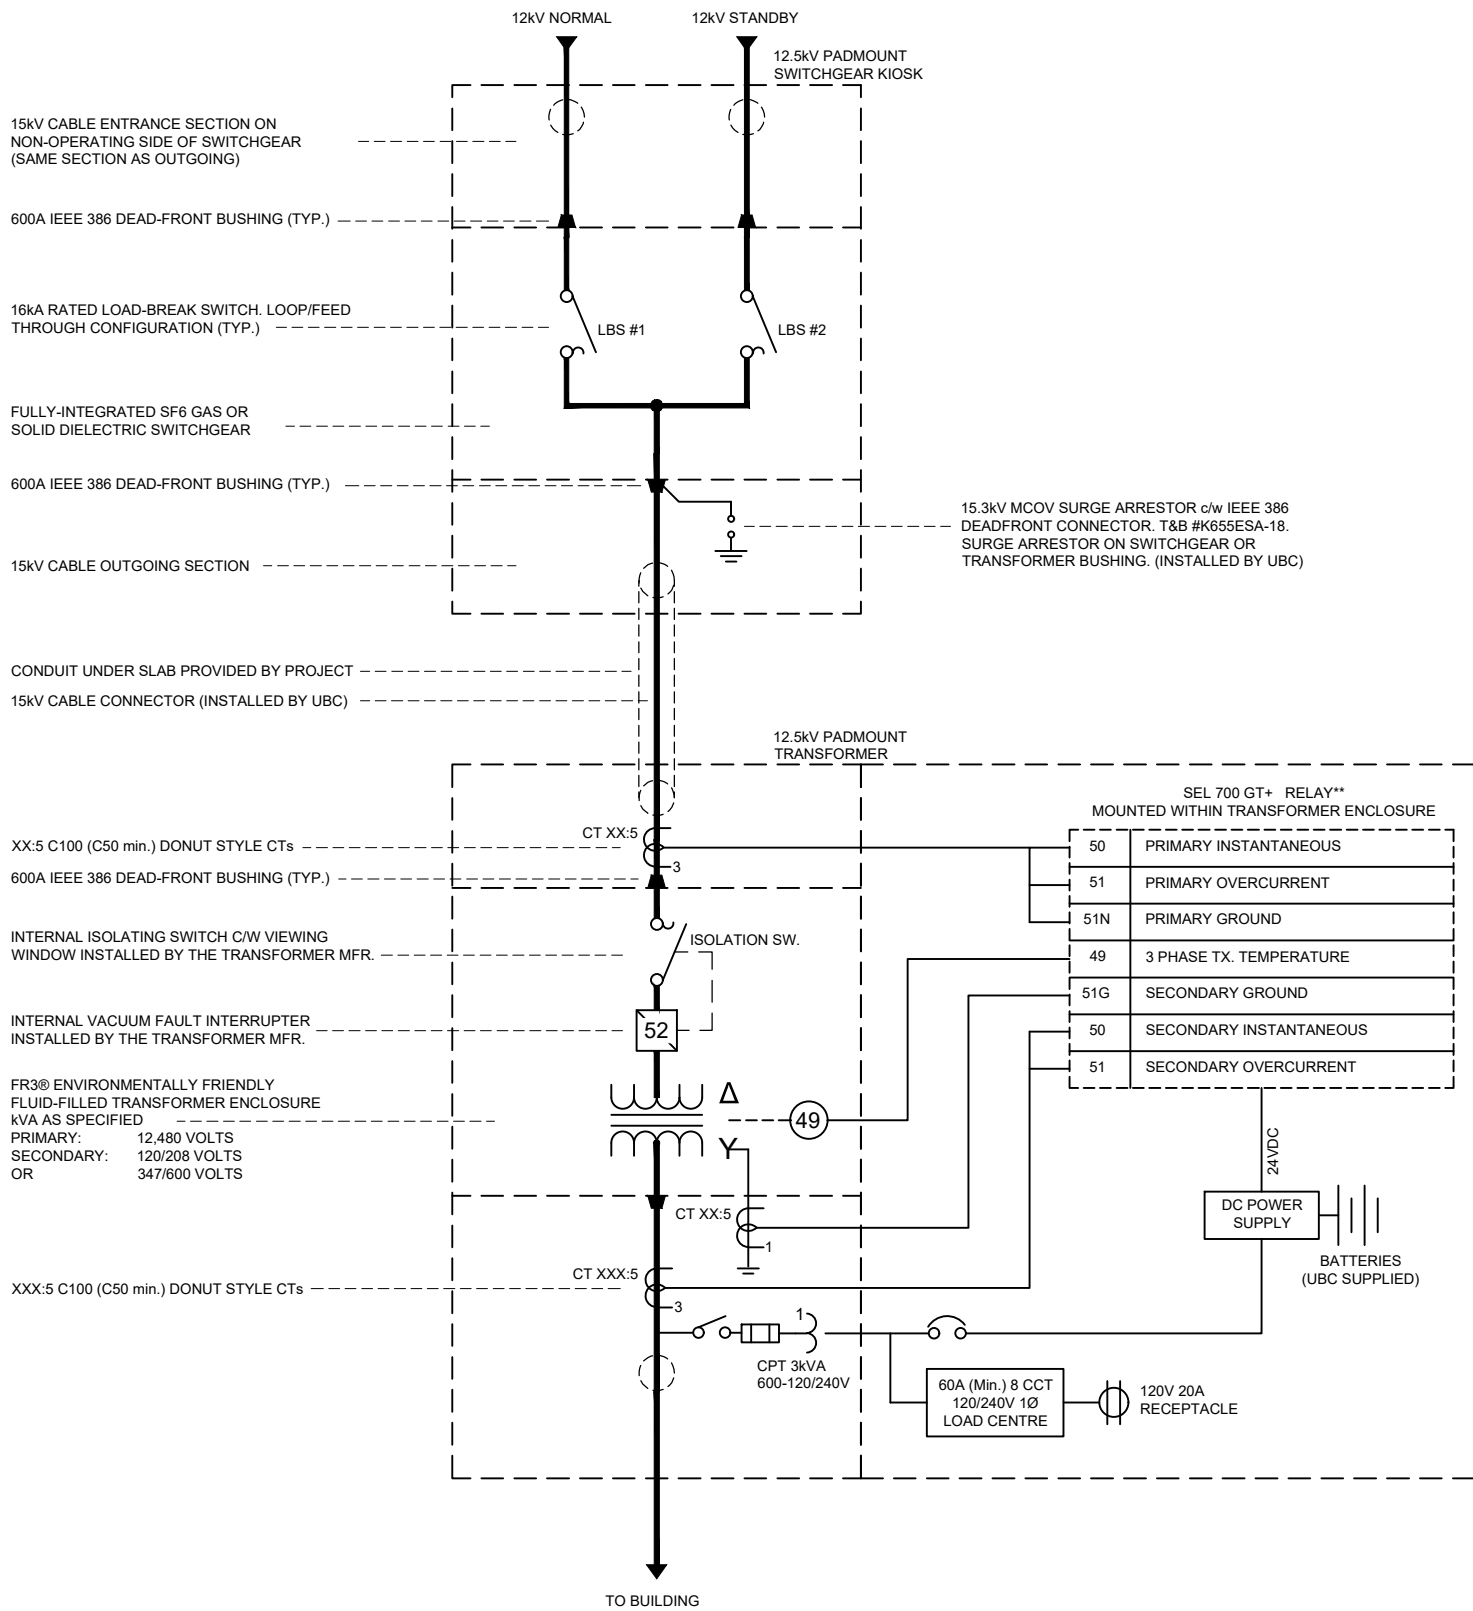 12kV NORMAL
12kV STANDBY
12.5kV PADMOUNT
SWITCHGEAR KIOSK
15kV CABLE ENTRANCE SECTION ON
NON-OPERATING SIDE OF SWITCHGEAR
(SAME SECTION AS OUTGOING)
600A IEEE 386 DEAD-FRONT BUSHING (TYP.)
16kA RATED LOAD-BREAK SWITCH. LOOP/FEED
THROUGH CONFIGURATION (TYP.)
LBS #1
LBS #2
FULLY-INTEGRATED SF6 GAS OR
SOLID DIELECTRIC SWITCHGEAR
600A IEEE 386 DEAD-FRONT BUSHING (TYP.)
15.3kV MCOV SURGE ARRESTOR c/w IEEE 386
DEADFRONT CONNECTOR. T&B #K655ESA-18.
SURGE ARRESTOR ON SWITCHGEAR OR
TRANSFORMER BUSHING. (INSTALLED BY UBC)
15kV CABLE OUTGOING SECTION
CONDUIT UNDER SLAB PROVIDED BY PROJECT
15kV CABLE CONNECTOR (INSTALLED BY UBC)
12.5kV PADMOUNT
TRANSFORMER
SEL 700 GT+ RELAY**
MOUNTED WITHIN TRANSFORMER ENCLOSURE
CT XX:5
3
XX:5 C100 (C50 min.) DONUT STYLE CTs
600A IEEE 386 DEAD-FRONT BUSHING (TYP.)
50 PRIMARY INSTANTANEOUS
51 PRIMARY OVERCURRENT
51N PRIMARY GROUND
49 3 PHASE TX. TEMPERATURE
51G SECONDARY GROUND
50 SECONDARY INSTANTANEOUS
51 SECONDARY OVERCURRENT
INTERNAL ISOLATING SWITCH C/W VIEWING
WINDOW INSTALLED BY THE TRANSFORMER MFR.
ISOLATION SW.
INTERNAL VACUUM FAULT INTERRUPTER
INSTALLED BY THE TRANSFORMER MFR.
52
FR3® ENVIRONMENTALLY FRIENDLY
FLUID-FILLED TRANSFORMER ENCLOSURE
kVA AS SPECIFIED
PRIMARY: 12,480 VOLTS
SECONDARY: 120/208 VOLTS
OR 347/600 VOLTS
Δ
49
Y
24VDC
DC POWER
SUPPLY
BATTERIES
(UBC SUPPLIED)
CT XX:5
1
CT XXX:5
3
XXX:5 C100 (C50 min.) DONUT STYLE CTs
1
CPT 3kVA
600-120/240V
60A (Min.) 8 CCT
120/240V 1Ø
LOAD CENTRE
120V 20A
RECEPTACLE
TO BUILDING